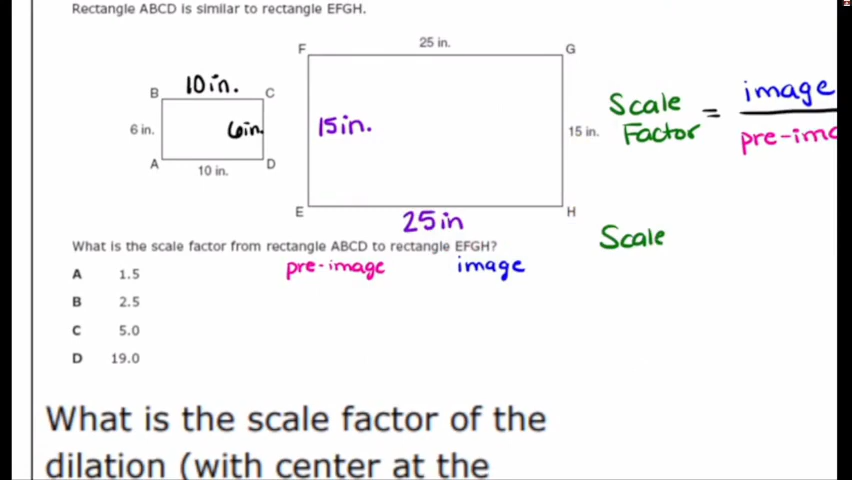 Rectangle ABCD is similar to rectangle EFGH.
F 25 in. G
B 10in. C
6 in. 6in. 15in. 15 in.
A 10 in. D
E 25in H
Scale Factor = image
pre-ima
What is the scale factor from rectangle ABCD to rectangle EFGH?
pre-image image
Scale
A 1.5
B 2.5
C 5.0
D 19.0
What is the scale factor of the
dilation (with center at the